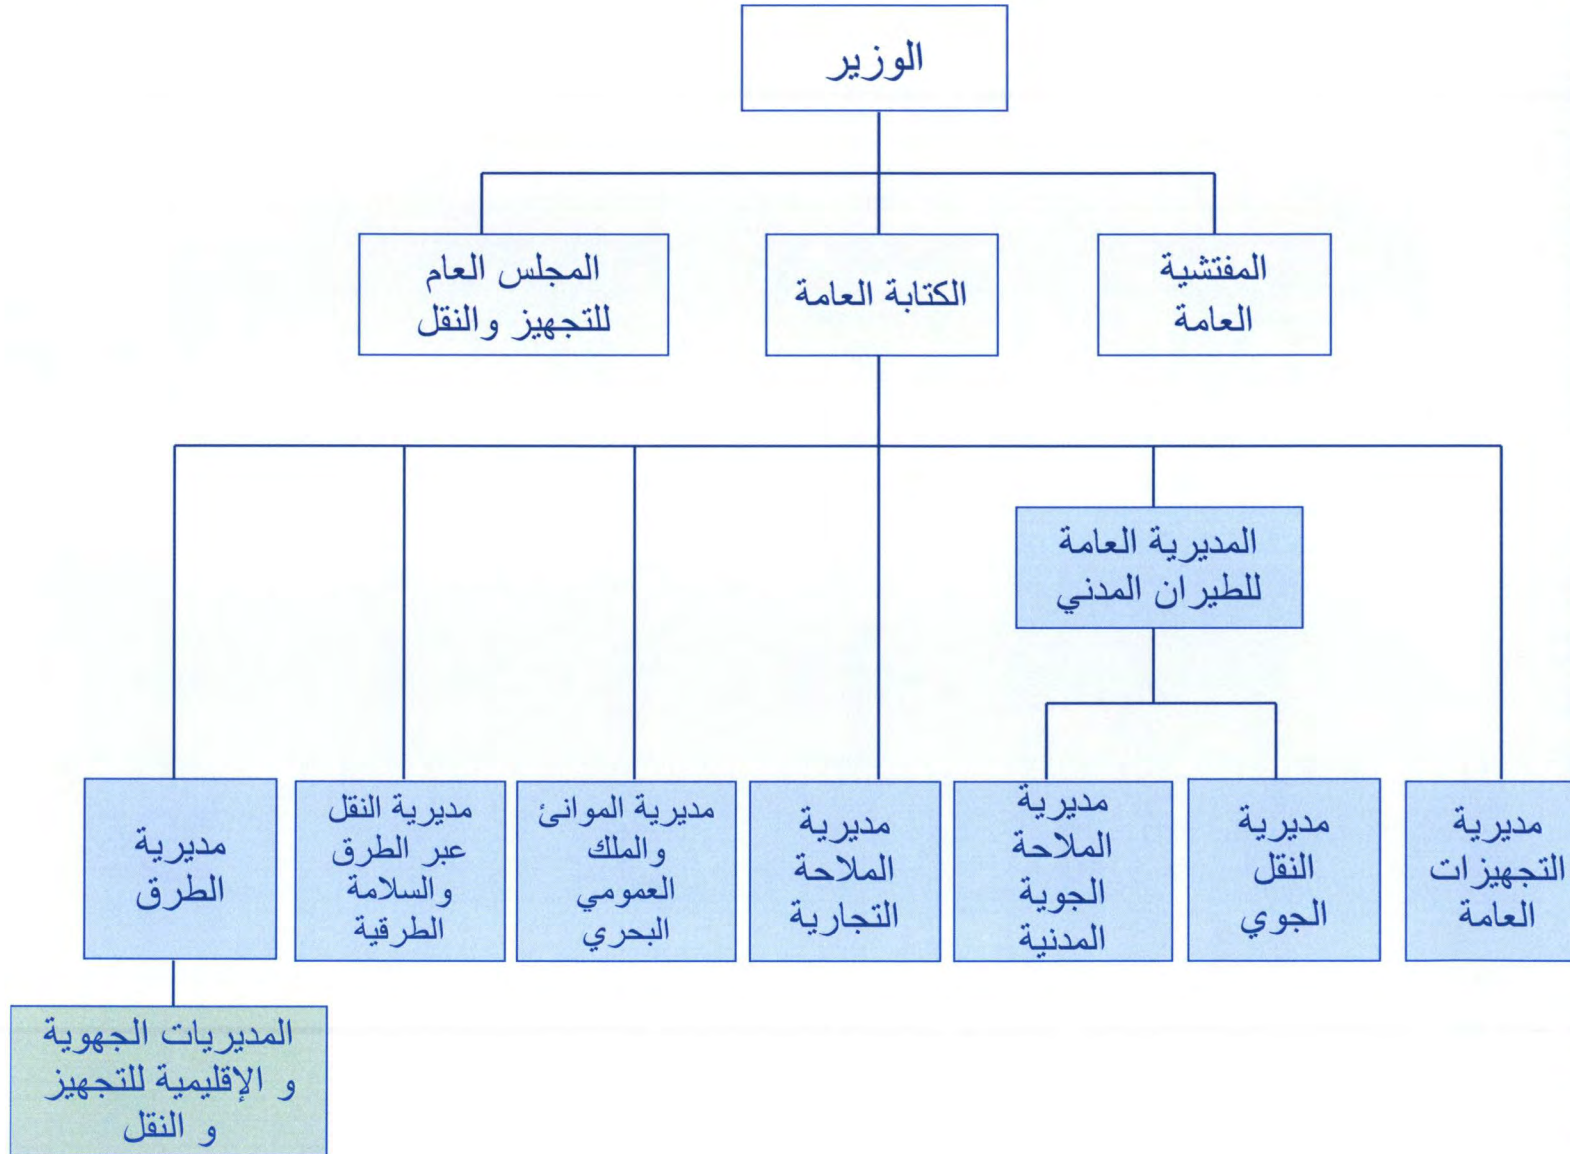 الوزير
المفتشية
العامة
الكتابة العامة
المجلس العام
للتجهيز والنقل
المديرية العامة
للطيران المدني
مديرية
التجهيزات
العامة
مديرية
النقل
الجوي
مديرية
الملاحة
الجوية
المدنية
مديرية
الملاحة
التجارية
مديرية الموانئ
والملك
العمومي
البحري
مديرية النقل
عبر الطرق
والسلامة
الطرقية
مديرية
الطرق
المديريات الجهوية
و الإقليمية للتجهيز
و النقل